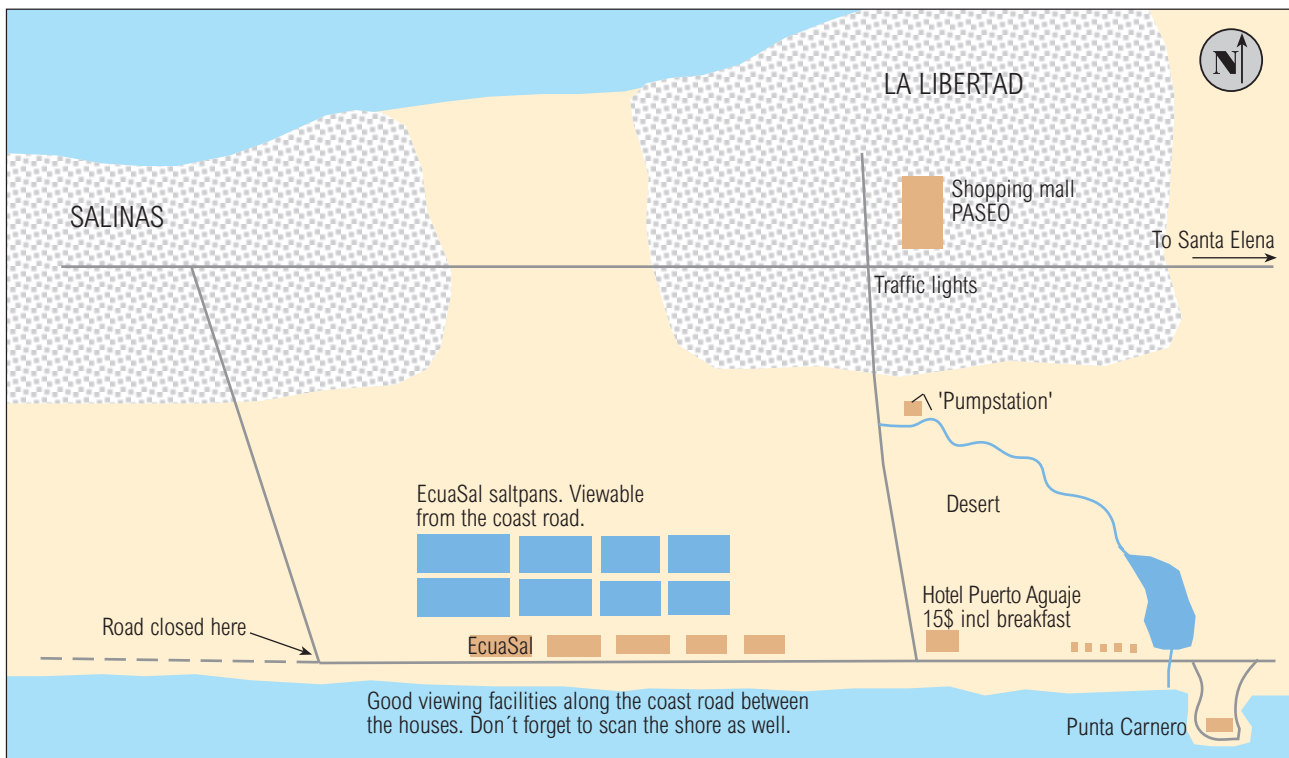 N
LA LIBERTAD
SALINAS
Shopping mall
PASEO
To Santa Elena
Traffic lights
'Pumpstation'
EcuaSal saltpans. Viewable
from the coast road.
Desert
Hotel Puerto Aguaje
15$ incl breakfast
Road closed here
EcuaSal
Good viewing facilities along the coast road between
the houses. Don´t forget to scan the shore as well.
Punta Carnero